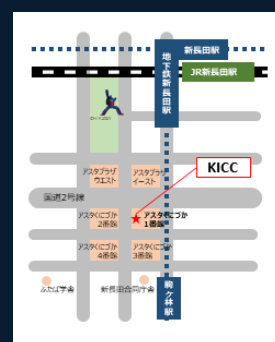 新長田駅
JR新長田駅
地下鉄新長田駅
KICC
アスタプラザ
ウエスト
アスタプラザ
イースト
国道2号線
アスタくにづか
2番館
アスタくにづか
1番館
アスタくにづか
4番館
アスタくにづか
3番館
ふたば学舎
新長田合同庁舎
駒ヶ林駅